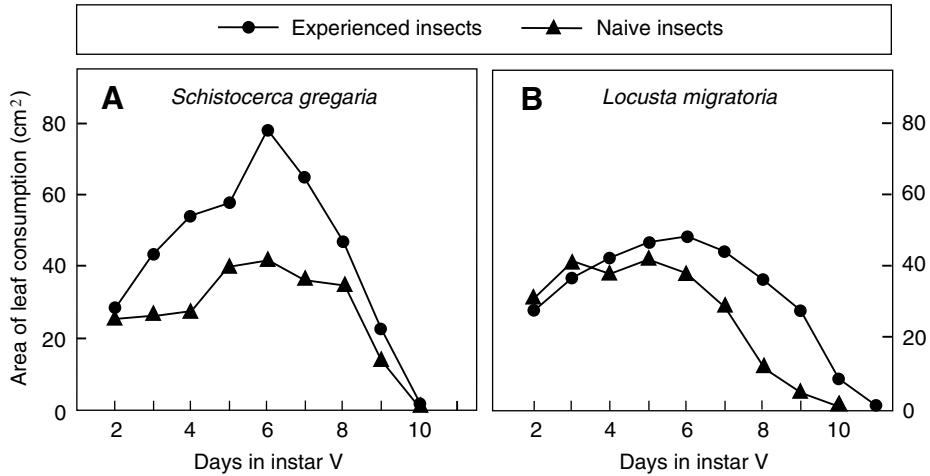 Experienced insects Naive insects
A Schistocerca gregaria
B Locusta migratoria
Area of leaf consumption (cm²)
80
60
40
20
0
80
60
40
20
0
2 4 6 8 10
2 4 6 8 10
Days in instar V
Days in instar V